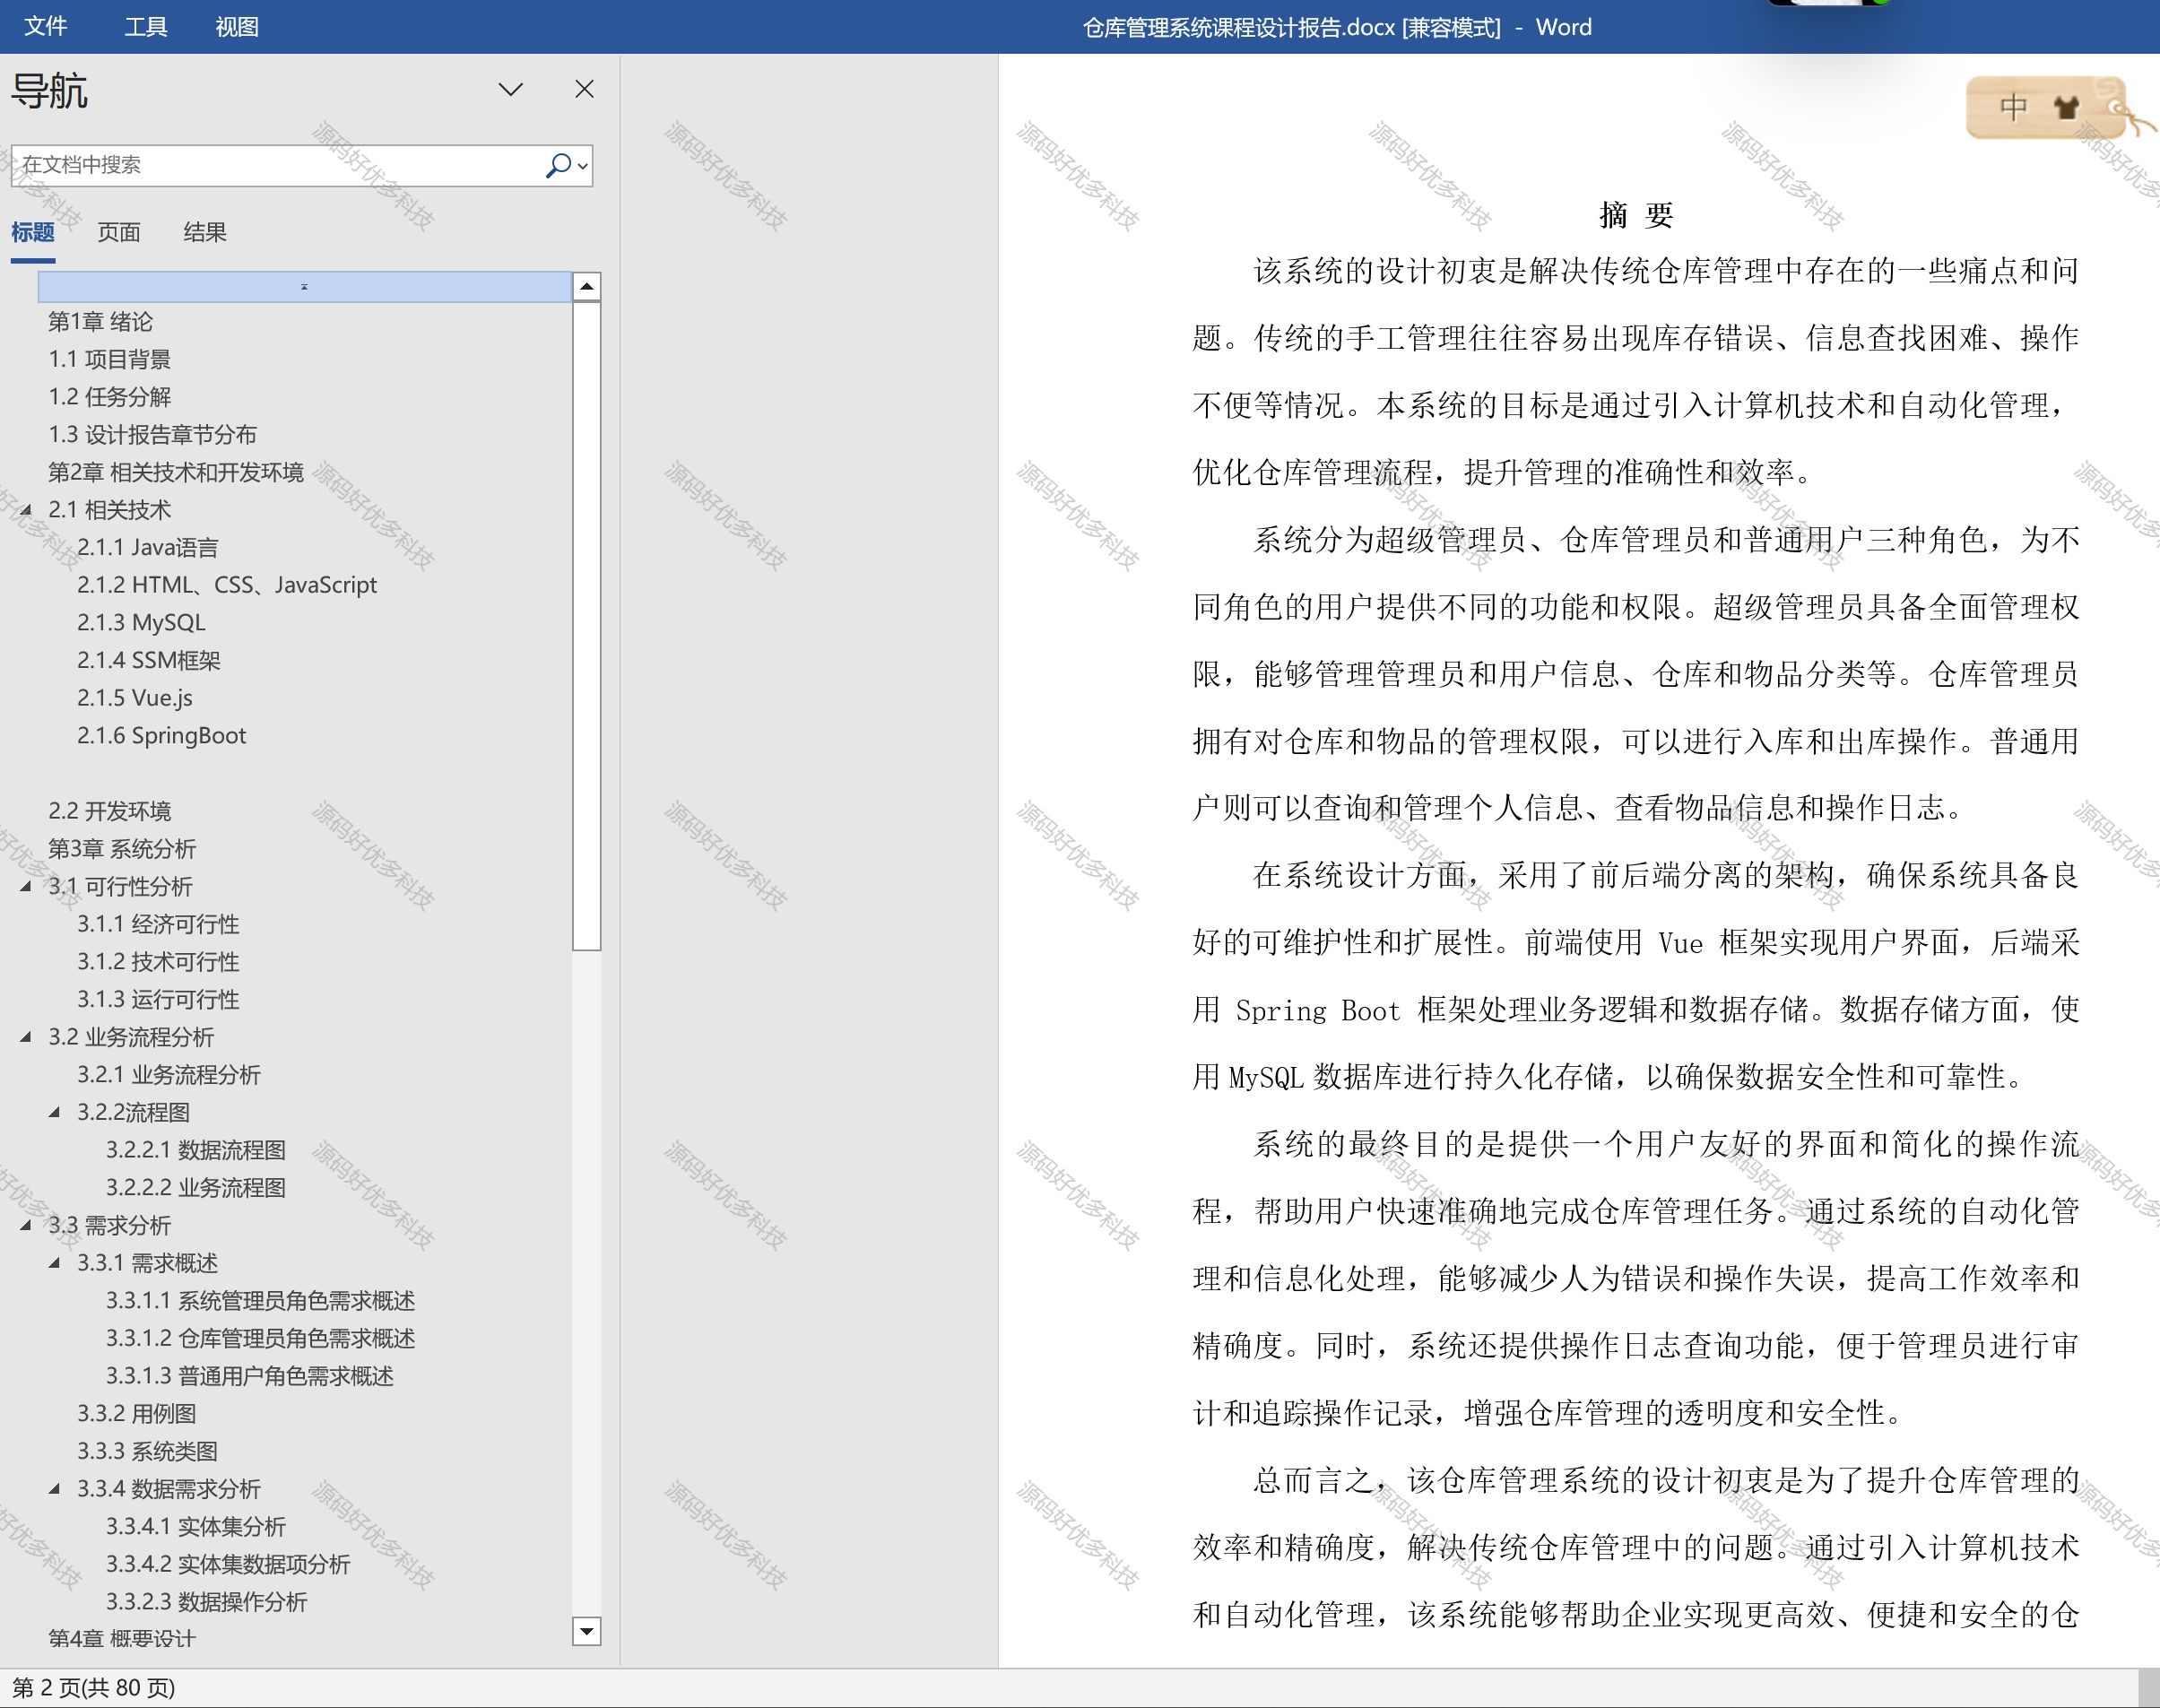 文件 工具 视图 仓库管理系统课程设计报告.docx [兼容模式] - Word
导航
在文档中搜索
标题 页面 结果
第1章 绪论
1.1 项目背景
1.2 任务分解
1.3 设计报告章节分布
第2章 相关技术和开发环境
2.1 相关技术
2.1.1 Java语言
2.1.2 HTML、CSS、JavaScript
2.1.3 MySQL
2.1.4 SSM框架
2.1.5 Vue.js
2.1.6 SpringBoot
2.2 开发环境
第3章 系统分析
3.1 可行性分析
3.1.1 经济可行性
3.1.2 技术可行性
3.1.3 运行可行性
3.2 业务流程分析
3.2.1 业务流程分析
3.2.2流程图
3.2.2.1 数据流程图
3.2.2.2 业务流程图
3.3 需求分析
3.3.1 需求概述
3.3.1.1 系统管理员角色需求概述
3.3.1.2 仓库管理员角色需求概述
3.3.1.3 普通用户角色需求概述
3.3.2 用例图
3.3.3 系统类图
3.3.4 数据需求分析
3.3.4.1 实体集分析
3.3.4.2 实体集数据项分析
3.3.2.3 数据操作分析
第4章 概要设计
中
摘 要
该系统的设计初衷是解决传统仓库管理中存在的一些痛点和问
题。传统的手工管理往往容易出现库存错误、信息查找困难、操作
不便等情况。本系统的目标是通过引入计算机技术和自动化管理，
优化仓库管理流程，提升管理的准确性和效率。
系统分为超级管理员、仓库管理员和普通用户三种角色，为不
同角色的用户提供不同的功能和权限。超级管理员具备全面管理权
限，能够管理管理员和用户信息、仓库和物品分类等。仓库管理员
拥有对仓库和物品的管理权限，可以进行入库和出库操作。普通用
户则可以查询和管理个人信息、查看物品信息和操作日志。
在系统设计方面，采用了前后端分离的架构，确保系统具备良
好的可维护性和扩展性。前端使用 Vue 框架实现用户界面，后端采
用 Spring Boot 框架处理业务逻辑和数据存储。数据存储方面，使
用 MySQL 数据库进行持久化存储，以确保数据安全性和可靠性。
系统的最终目的是提供一个用户友好的界面和简化的操作流
程，帮助用户快速准确地完成仓库管理任务。通过系统的自动化管
理和信息化处理，能够减少人为错误和操作失误，提高工作效率和
精确度。同时，系统还提供操作日志查询功能，便于管理员进行审
计和追踪操作记录，增强仓库管理的透明度和安全性。
总而言之，该仓库管理系统的设计初衷是为了提升仓库管理的
效率和精确度，解决传统仓库管理中的问题。通过引入计算机技术
和自动化管理，该系统能够帮助企业实现更高效、便捷和安全的仓
第 2 页(共 80 页)
源码好优多科技